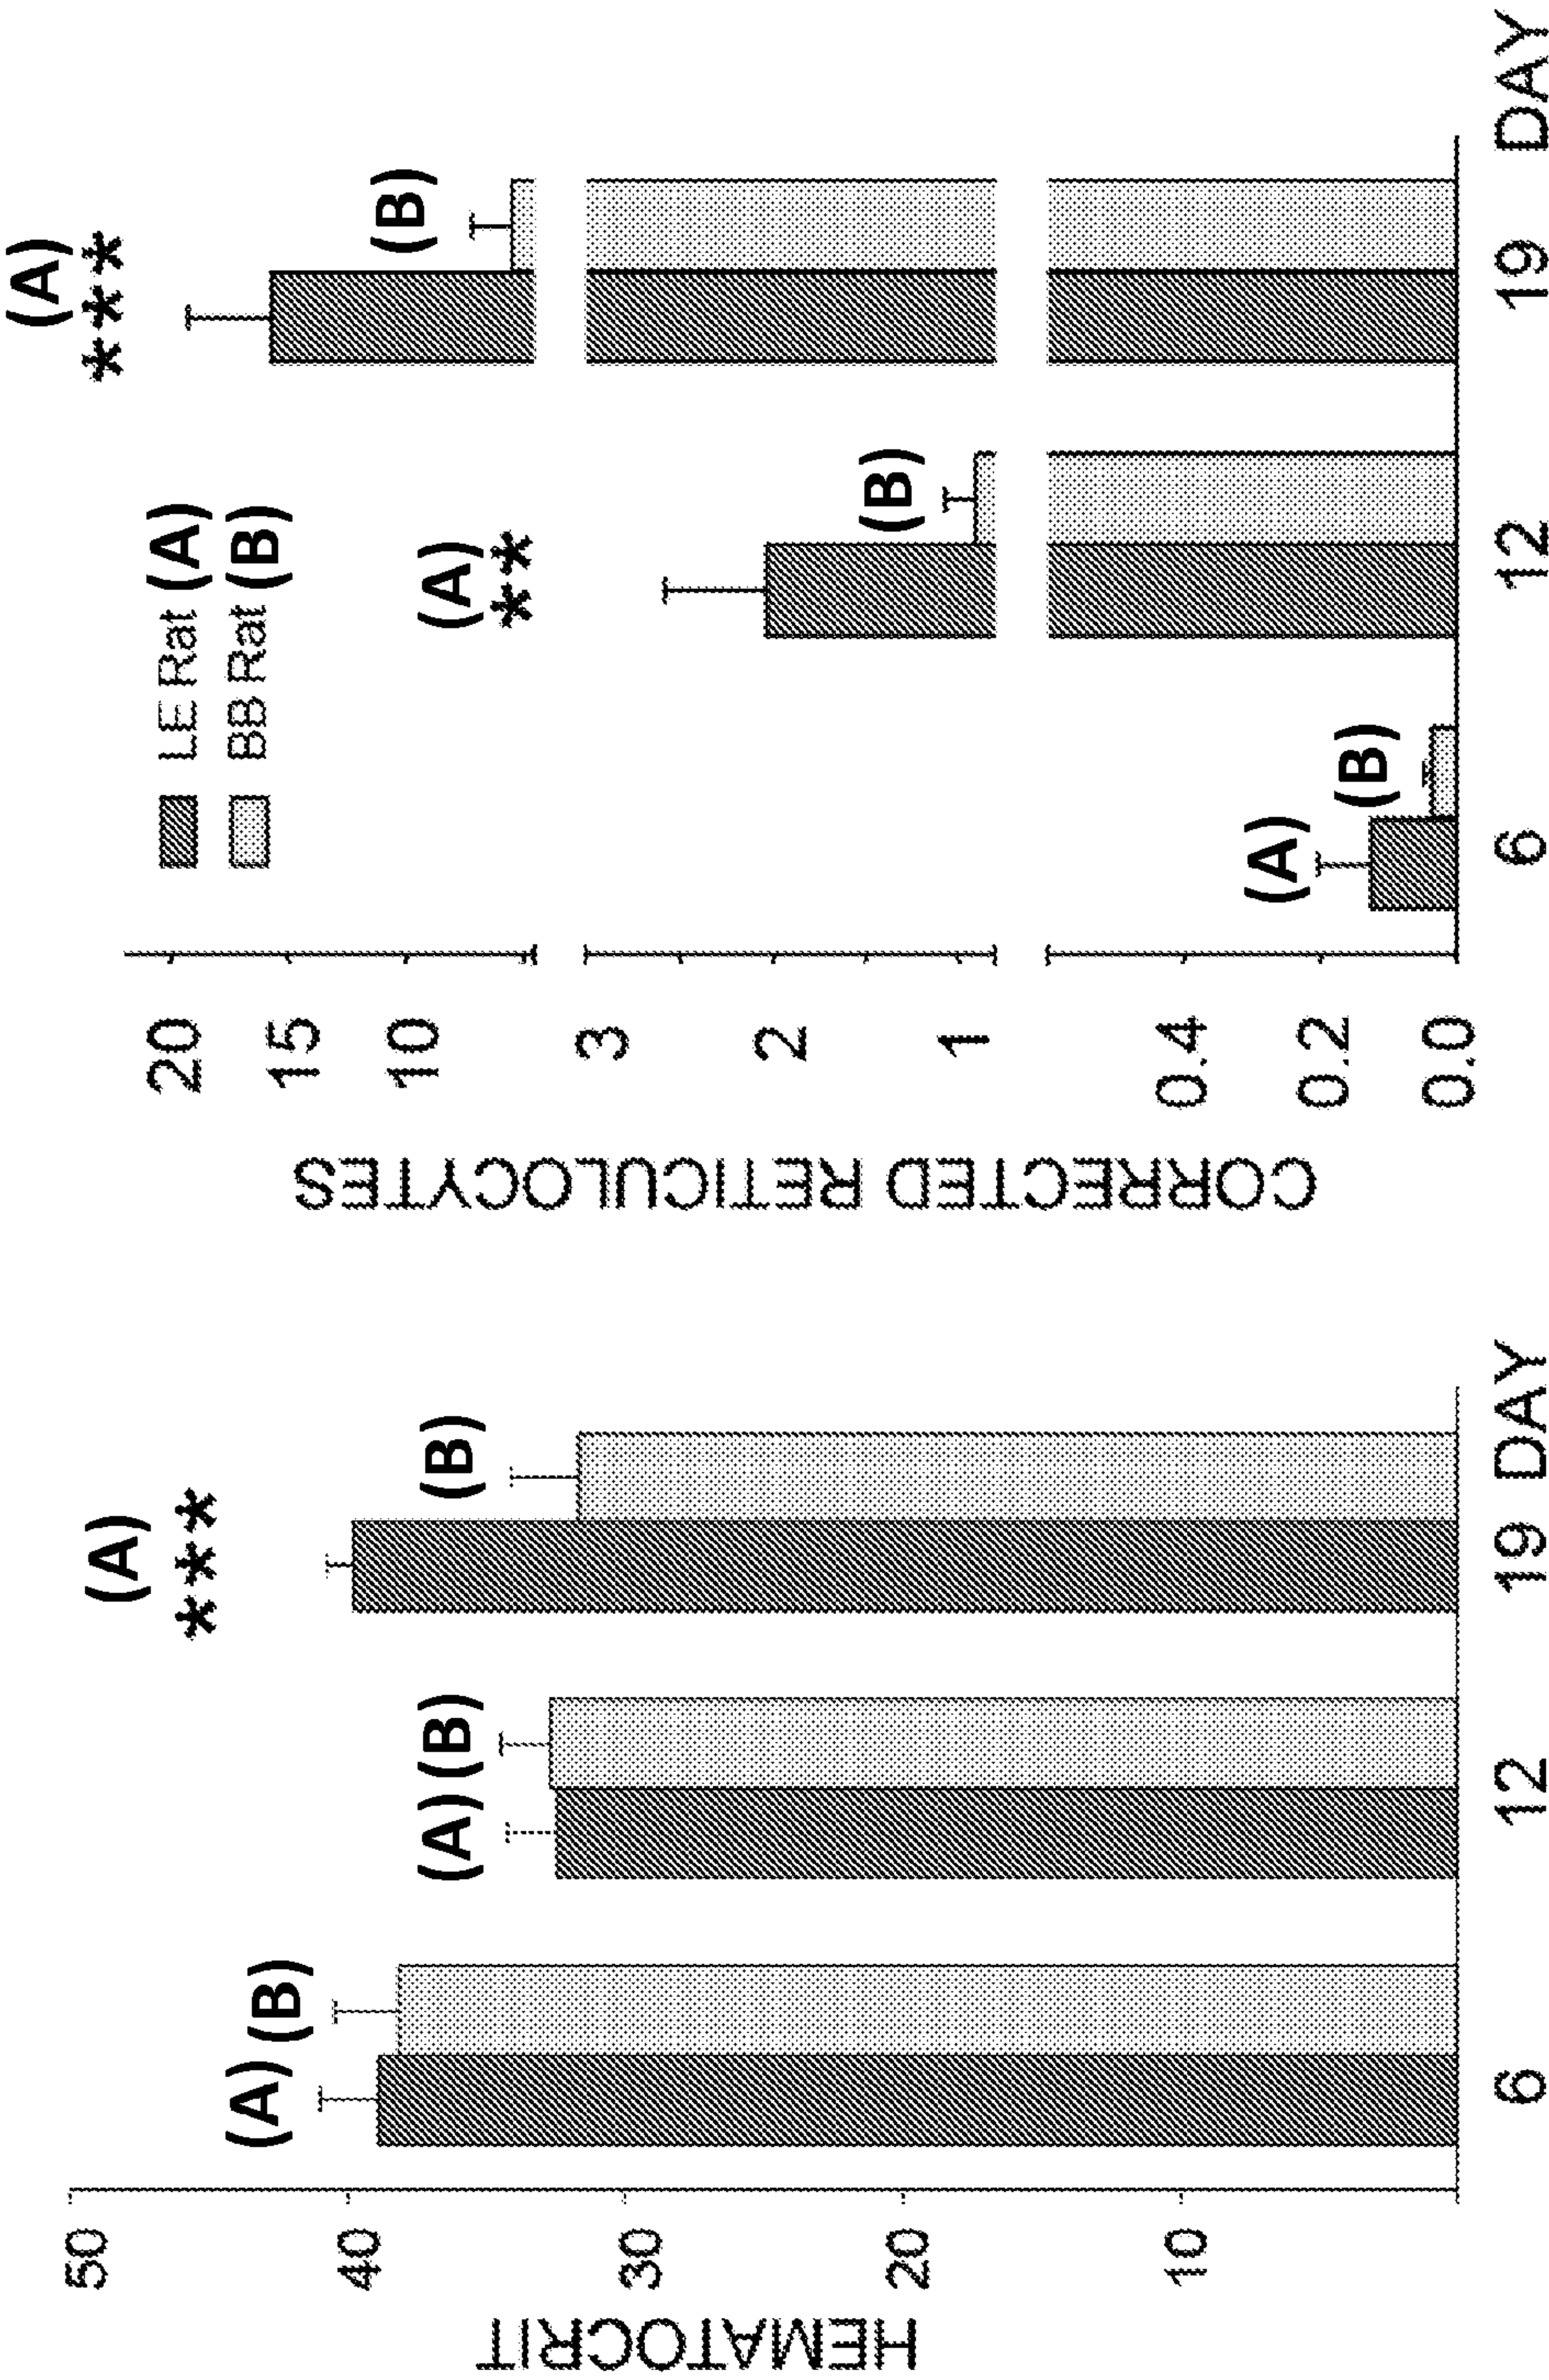 HEMATOCRIT
50
40
30
20
10
(A) (B)
(A) (B)
(A)
***
(B)
6 12 19 DAY
CORRECTED RETICULOCYTES
20
15
10
3
2
1
0.4
0.2
0.0
LE Rat (A)
BB Rat (B)
(A)
(B)
(A)
**
(B)
(A)
***
(B)
6 12 19 DAY